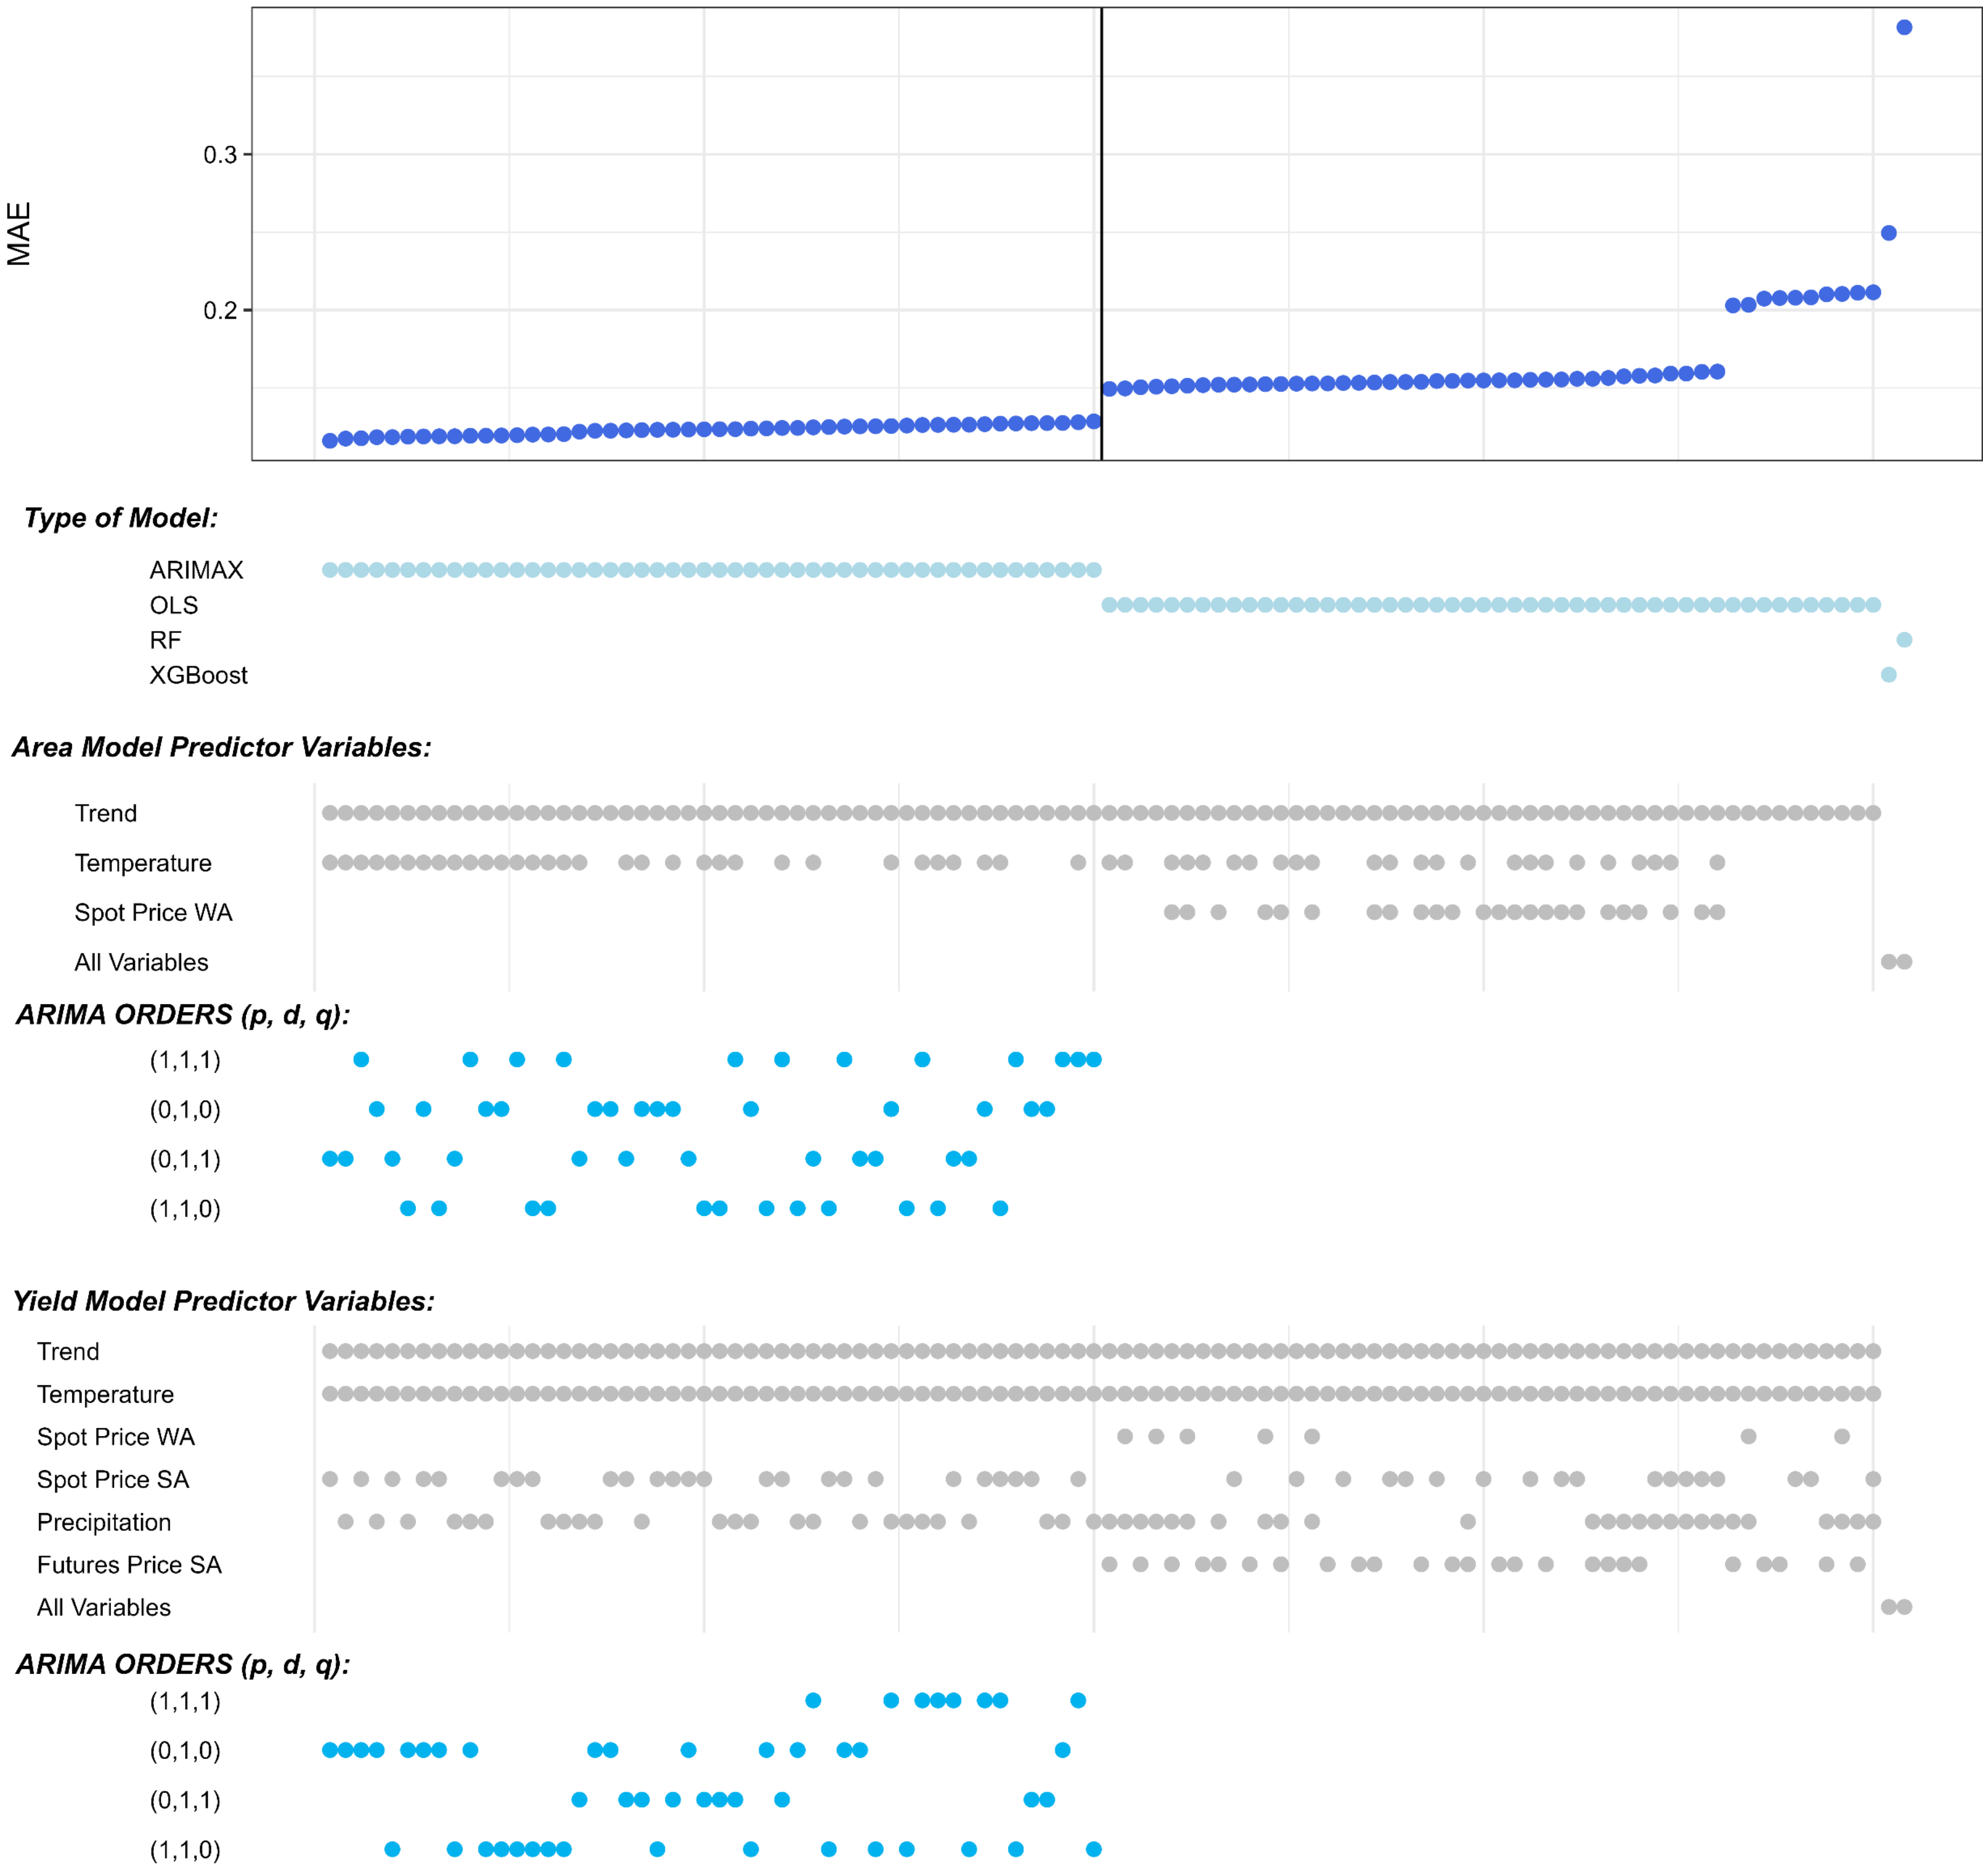 MAE
0.3
0.2
Type of Model:
ARIMAX
OLS
RF
XGBoost
Area Model Predictor Variables:
Trend
Temperature
Spot Price WA
All Variables
ARIMA ORDERS (p, d, q):
(1,1,1)
(0,1,0)
(0,1,1)
(1,1,0)
Yield Model Predictor Variables:
Trend
Temperature
Spot Price WA
Spot Price SA
Precipitation
Futures Price SA
All Variables
ARIMA ORDERS (p, d, q):
(1,1,1)
(0,1,0)
(0,1,1)
(1,1,0)